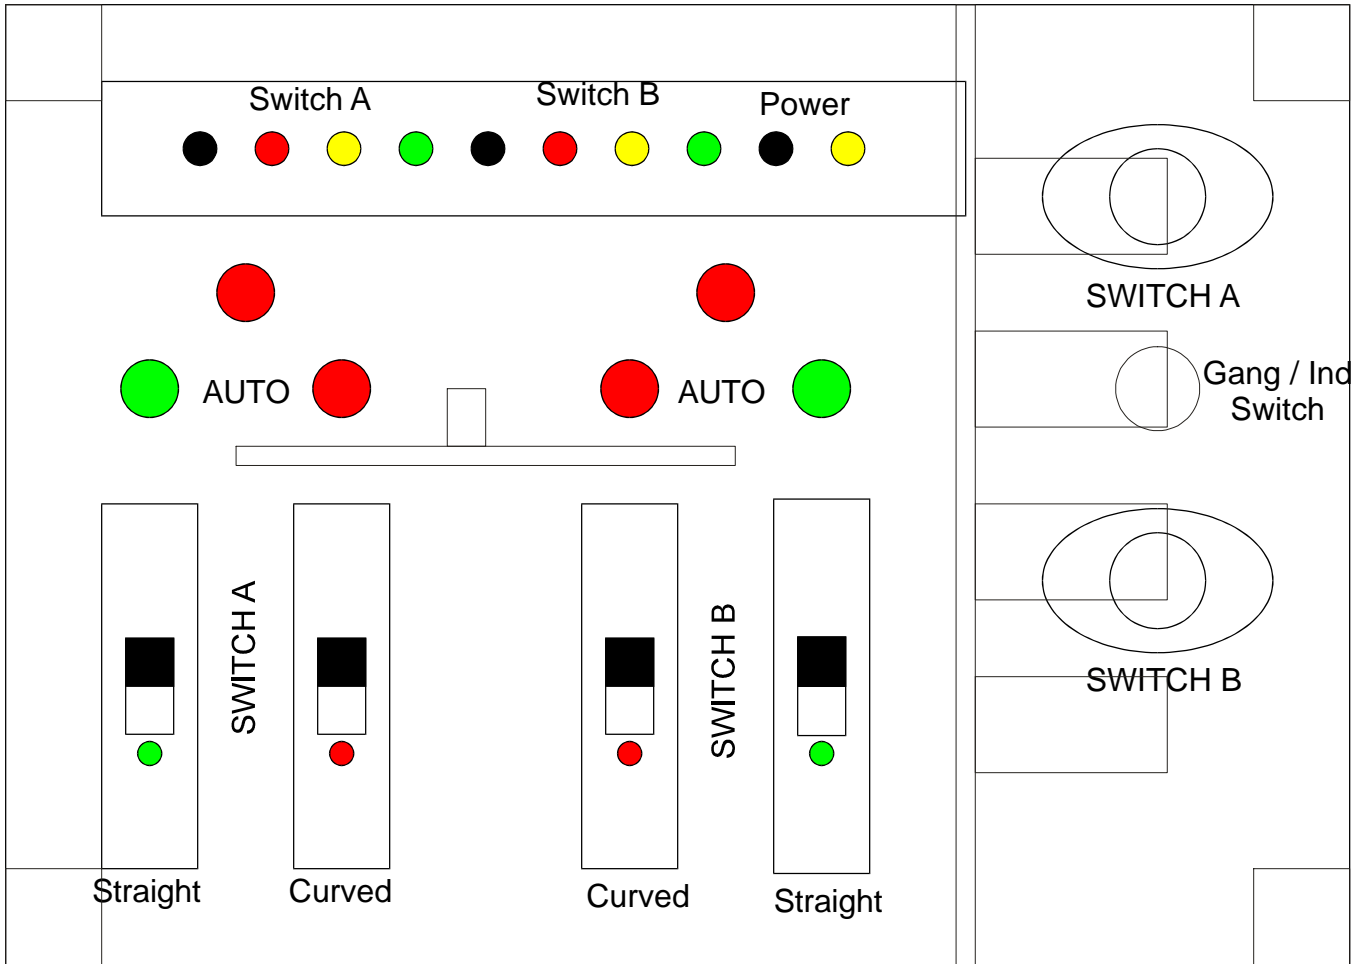 Switch A
Switch B
Power
SWITCH A
AUTO
AUTO
Gang / Ind
Switch
SWITCH A
SWITCH B
SWITCH B
Straight
Curved
Curved
Straight